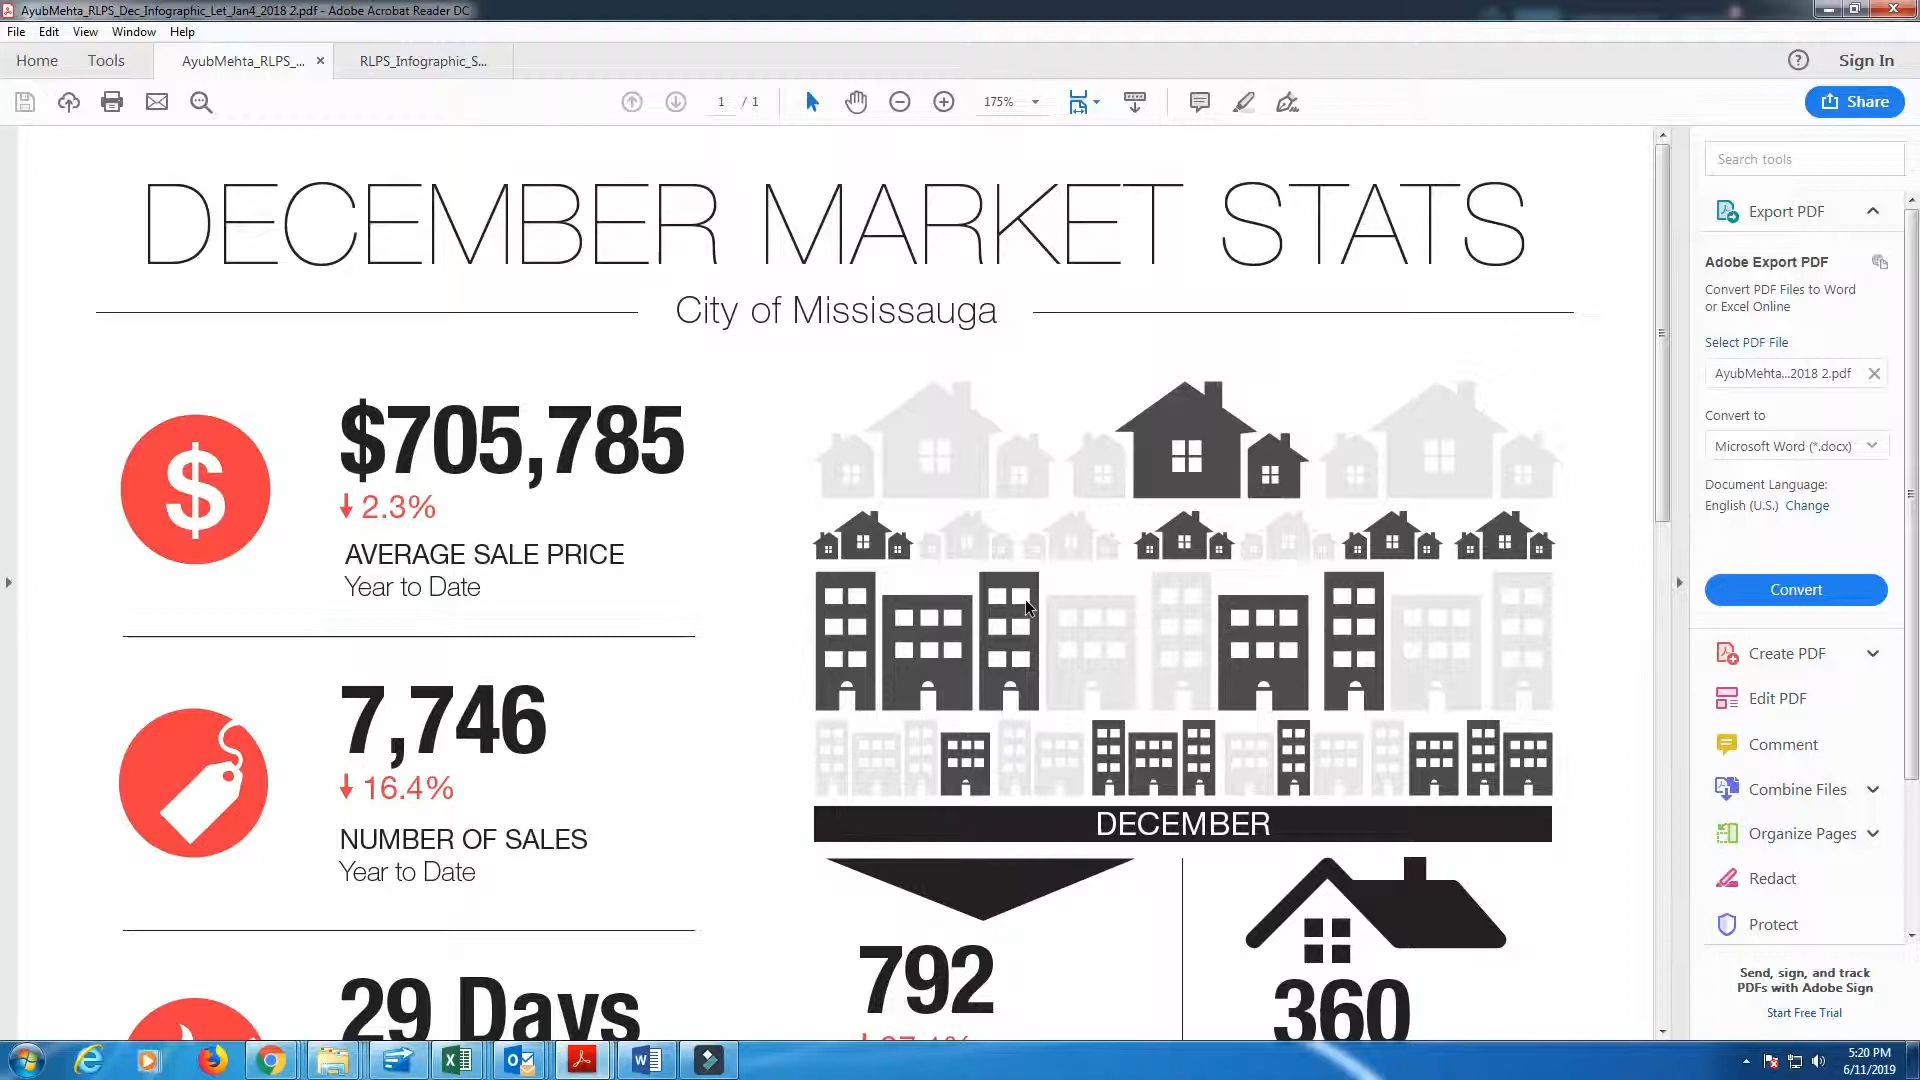 AyubMehta_RLPS_Dec_Infographic_Let_Jan4_2018 2.pdf - Adobe Acrobat Reader DC
File Edit View Window Help
Home Tools AyubMehta_RLPS_... × RLPS_Infographic_S... Sign In
1 / 1 175% Share
DECEMBER MARKET STATS
City of Mississauga
$705,785
2.3%
AVERAGE SALE PRICE
Year to Date
7,746
16.4%
NUMBER OF SALES
Year to Date
29 Days
DECEMBER
792
360
Search tools
Export PDF
Adobe Export PDF
Convert PDF Files to Word
or Excel Online
Select PDF File
AyubMehta...2018 2.pdf
Convert to
Microsoft Word (*.docx)
Document Language:
English (U.S.) Change
Convert
Create PDF
Edit PDF
Comment
Combine Files
Organize Pages
Redact
Protect
Send, sign, and track
PDFs with Adobe Sign
Start Free Trial
5:20 PM
6/11/2019